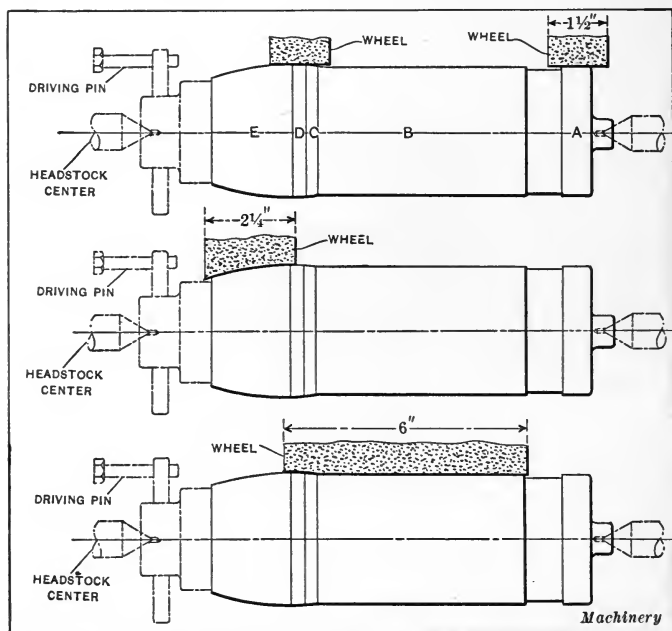 1½"
WHEEL WHEEL
DRIVING PIN
E D C B A
HEADSTOCK
CENTER
2¼"
WHEEL
DRIVING PIN
HEADSTOCK
CENTER
6"
WHEEL
DRIVING PIN
HEADSTOCK
CENTER
Machinery